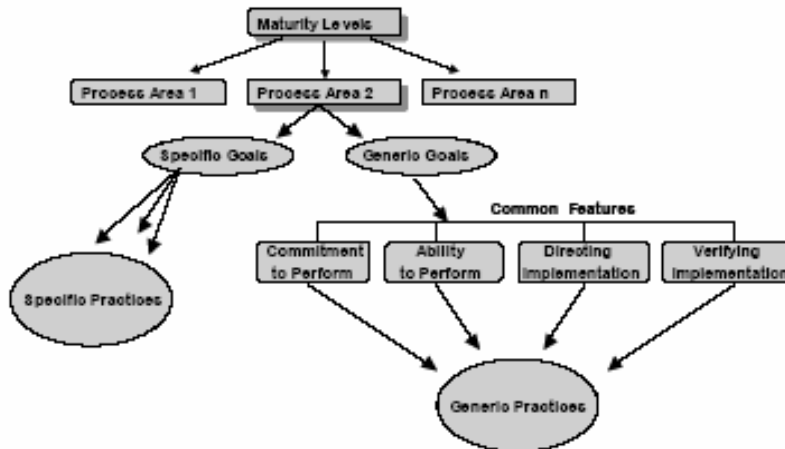 Maturity Levels
Process Area 1
Process Area 2
Process Area n
Specific Goals
Generic Goals
Common Features
Commitment
to Perform
Ability
to Perform
Directing
Implementation
Verifying
Implementation
Specific Practices
Generic Practices